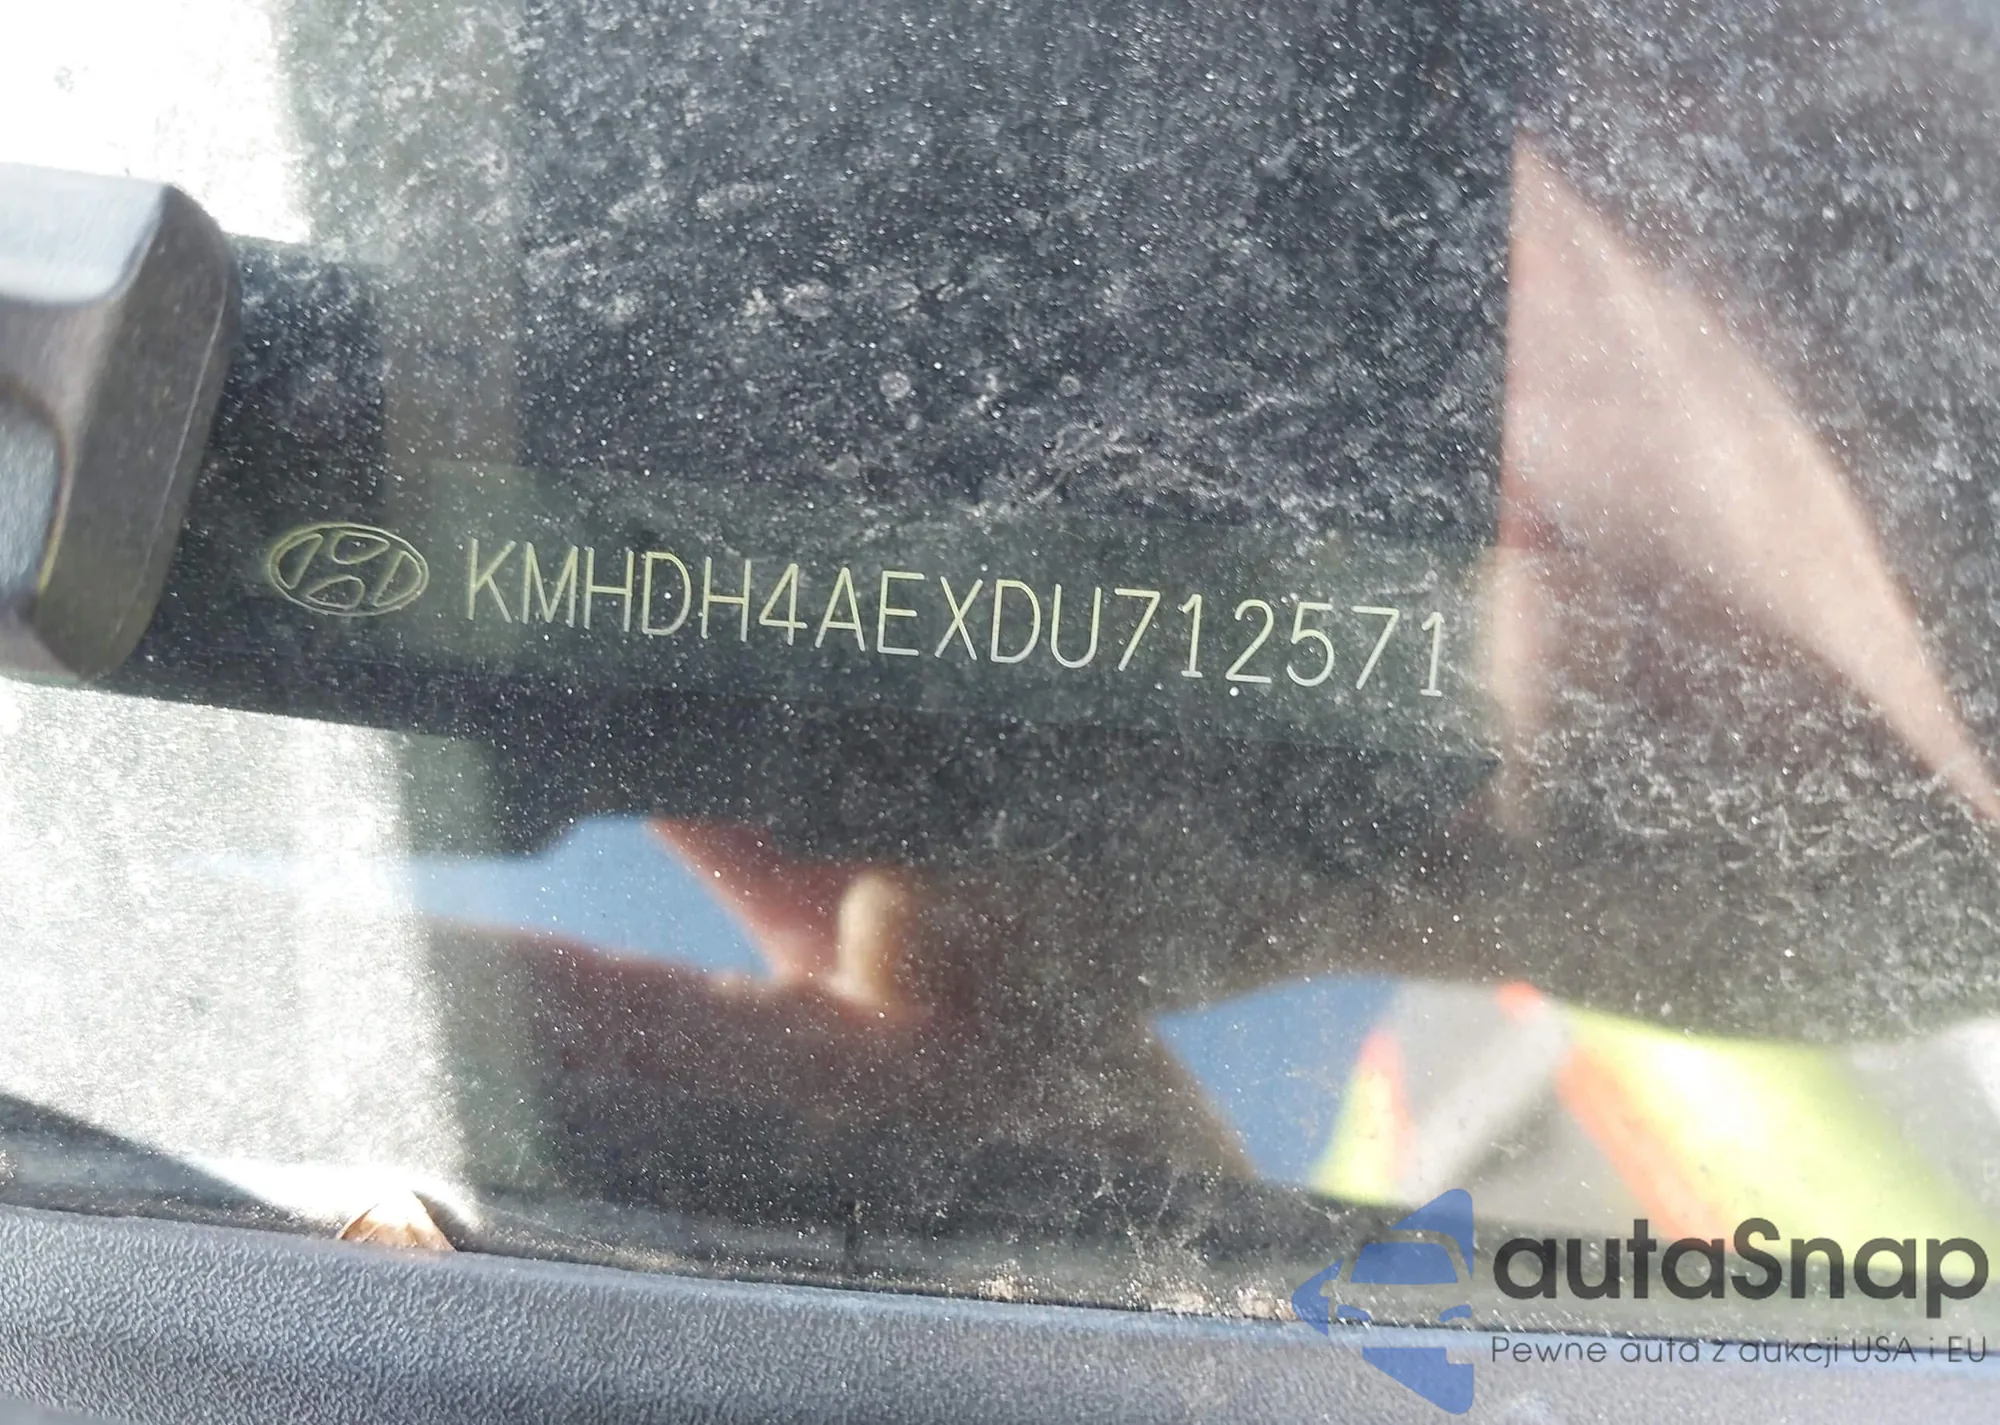 KMHDH4AEXDU712571
autaSnap
Pewne auta z aukcji USA i EU